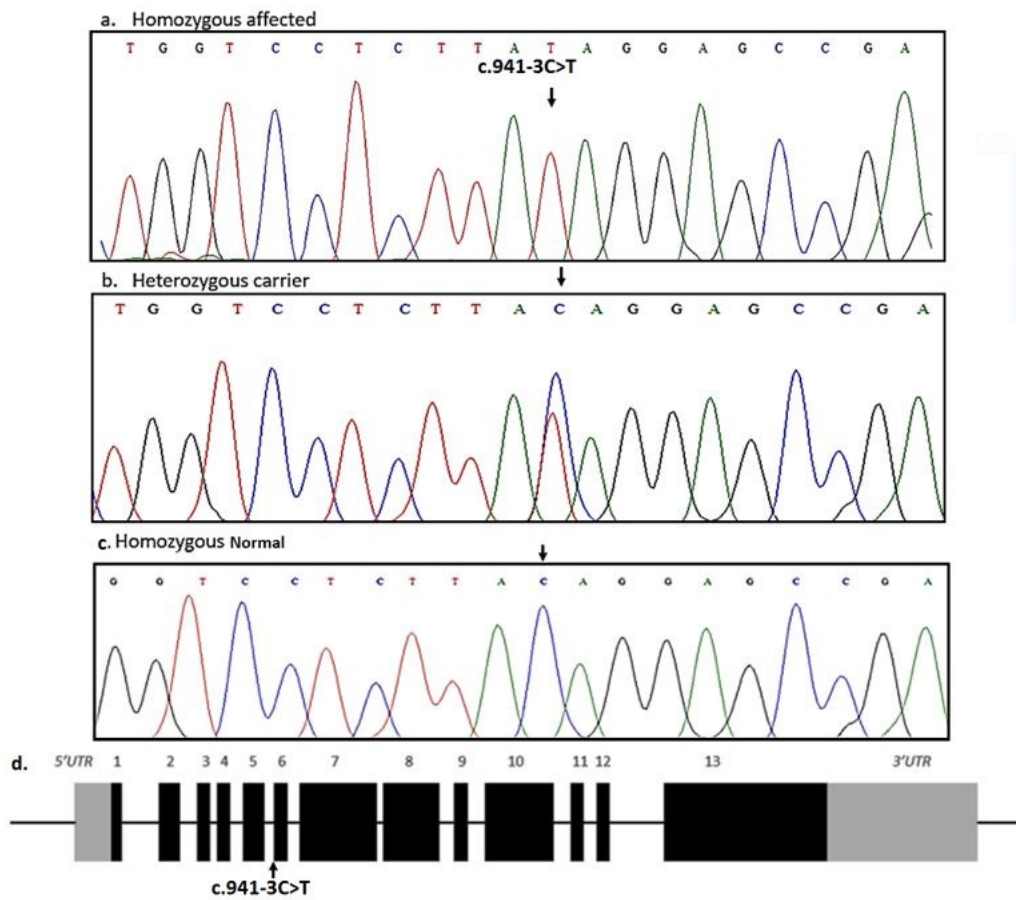 a. Homozygous affected
T G G T C C T C T T A T A G G A G C C G A
c.941-3C>T
b. Heterozygous carrier
T G G T C C T C T T A C A G G A G C C G A
c. Homozygous Normal
G G T C C T C T T A C A G G A G C C G A
d. 5'UTR 1 2 3 4 5 6 7 8 9 10 11 12 13 3'UTR
c.941-3C>T